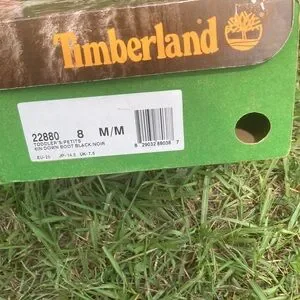 Timberland
22880 8 M/M
TODDLER'S/PETITS
6IN DOWN BOOT BLACK/NOIR
8 29032 88038 7
EU-25 JP-14.5 UK-7.5